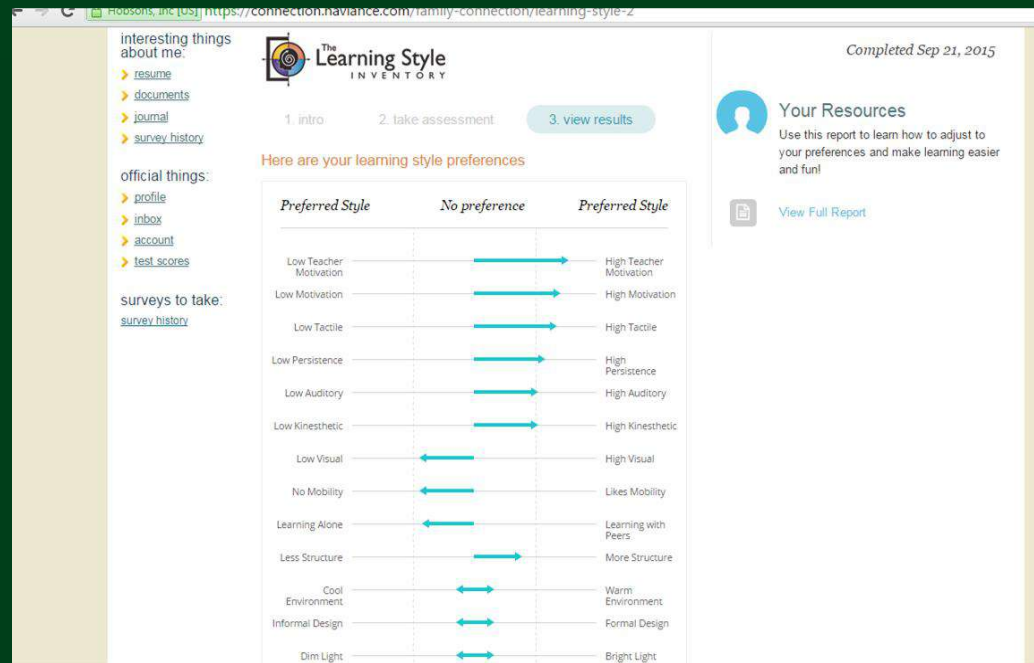 Hobsons, Inc [US] https://connection.naviance.com/family-connection/learning-style-2
interesting things
about me:
resume
documents
journal
survey history
official things:
profile
inbox
account
test scores
surveys to take:
survey history
The
Learning Style
INVENTORY
1. intro
2. take assessment
3. view results
Here are your learning style preferences
Preferred Style No preference Preferred Style
Low Teacher
Motivation
High Teacher
Motivation
Low Motivation High Motivation
Low Tactile High Tactile
Low Persistence
High
Persistence
Low Auditory High Auditory
Low Kinesthetic High Kinesthetic
Low Visual High Visual
No Mobility Likes Mobility
Learning Alone
Learning with
Peers
Less Structure More Structure
Cool
Environment
Warm
Environment
Informal Design Formal Design
Dim Light Bright Light
Completed Sep 21, 2015
Your Resources
Use this report to learn how to adjust to
your preferences and make learning easier
and fun!
View Full Report